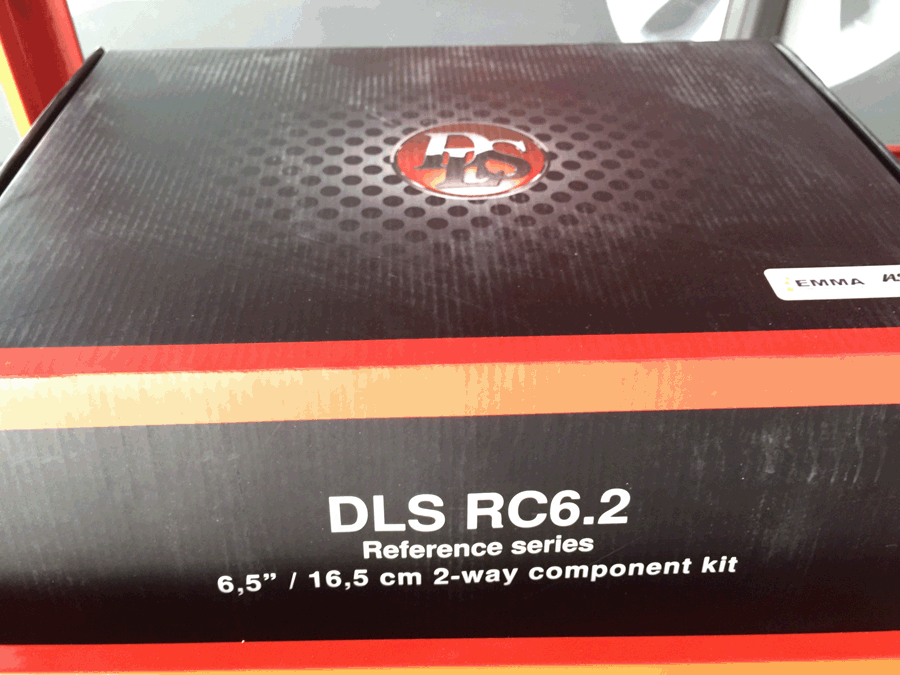 DLS
EMMA
DLS RC6.2
Reference series
6,5” / 16,5 cm 2-way component kit